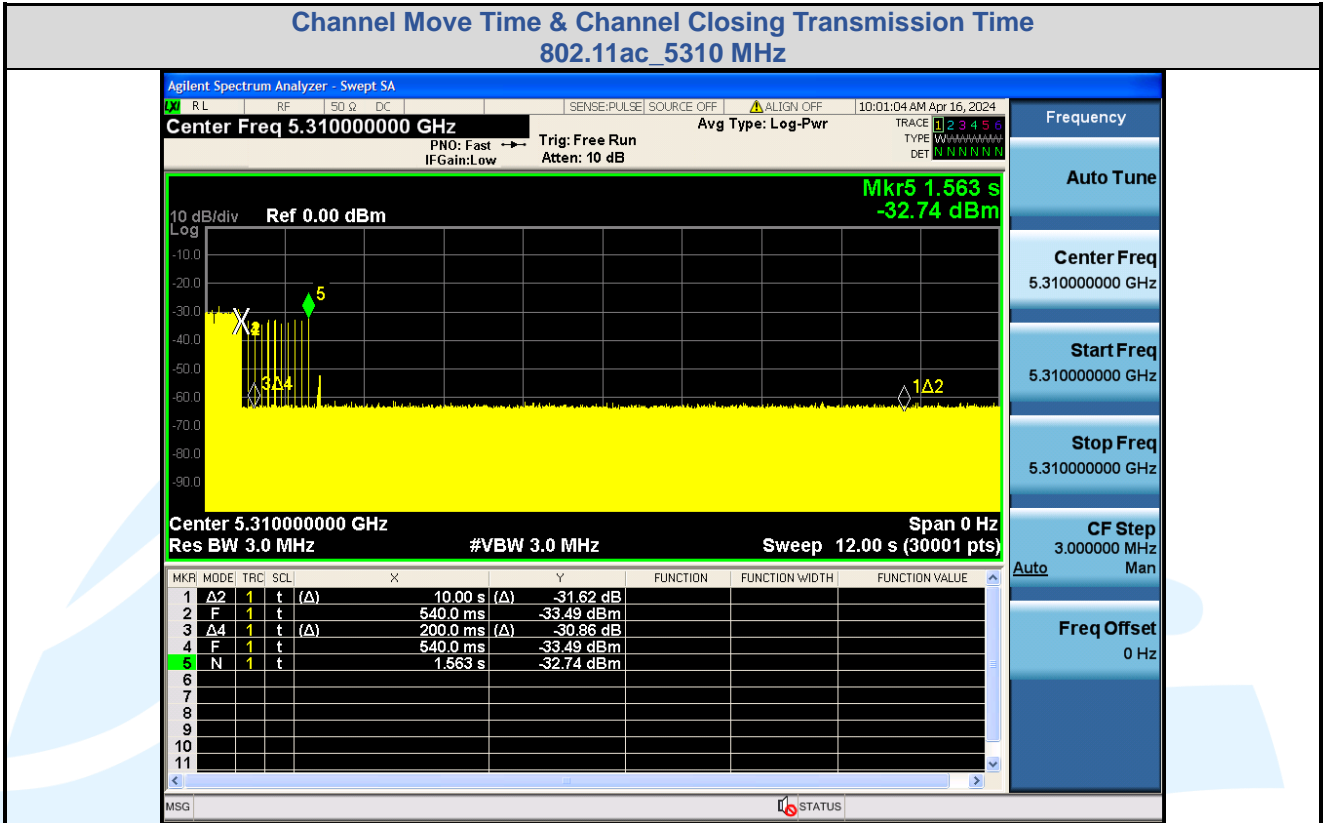 Channel Move Time & Channel Closing Transmission Time
802.11ac_5310 MHz
Agilent Spectrum Analyzer - Swept SA
LXI RL RF 50 Ω DC SENSE:PULSE SOURCE OFF ALIGN OFF 10:01:04 AM Apr 16, 2024
Center Freq 5.310000000 GHz
PNO: Fast
IFGain:Low
Trig: Free Run
Atten: 10 dB
Avg Type: Log-Pwr
TRACE 1 2 3 4 5 6
TYPE WWWWWWW
DET N N N N N N
Mkr5 1.563 s
-32.74 dBm
10 dB/div Ref 0.00 dBm
Log
-10.0
-20.0
-30.0
-40.0
-50.0
-60.0
-70.0
-80.0
-90.0
5
2
3Δ4
1Δ2
Center 5.310000000 GHz Span 0 Hz
Res BW 3.0 MHz #VBW 3.0 MHz Sweep 12.00 s (30001 pts)
MKR MODE TRC SCL X Y FUNCTION FUNCTION WIDTH FUNCTION VALUE
1 Δ2 1 t (Δ) 10.00 s (Δ) -31.62 dB
2 F 1 t 540.0 ms -33.49 dBm
3 Δ4 1 t (Δ) 200.0 ms (Δ) -30.86 dB
4 F 1 t 540.0 ms -33.49 dBm
5 N 1 t 1.563 s -32.74 dBm
6
7
8
9
10
11
MSG STATUS
Frequency
Auto Tune
Center Freq
5.310000000 GHz
Start Freq
5.310000000 GHz
Stop Freq
5.310000000 GHz
CF Step
3.000000 MHz
Auto Man
Freq Offset
0 Hz